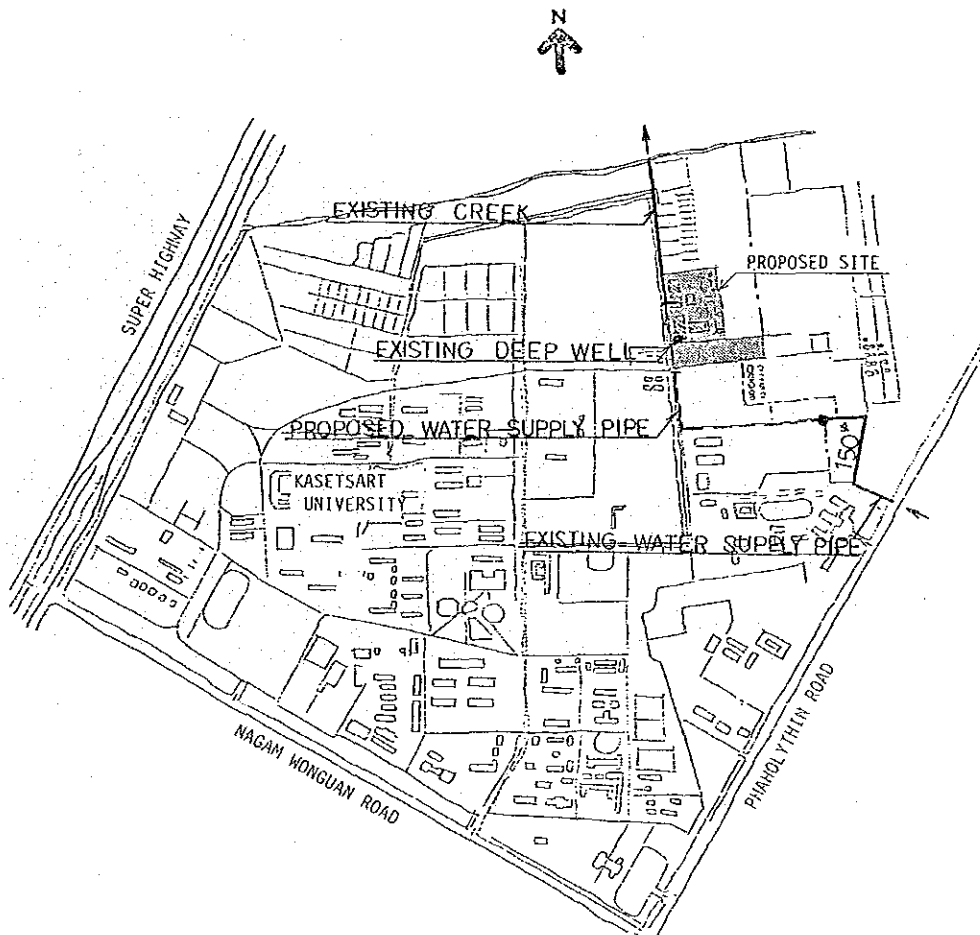 N
SUPER HIGHWAY
EXISTING CREEK
PROPOSED SITE
EXISTING DEEP WELL
PROPOSED WATER SUPPLY PIPE
150
KASETSART
UNIVERSITY
EXISTING WATER SUPPLY PIPE
NAGAM WONGUAN ROAD
PHAHOLYTHIN ROAD